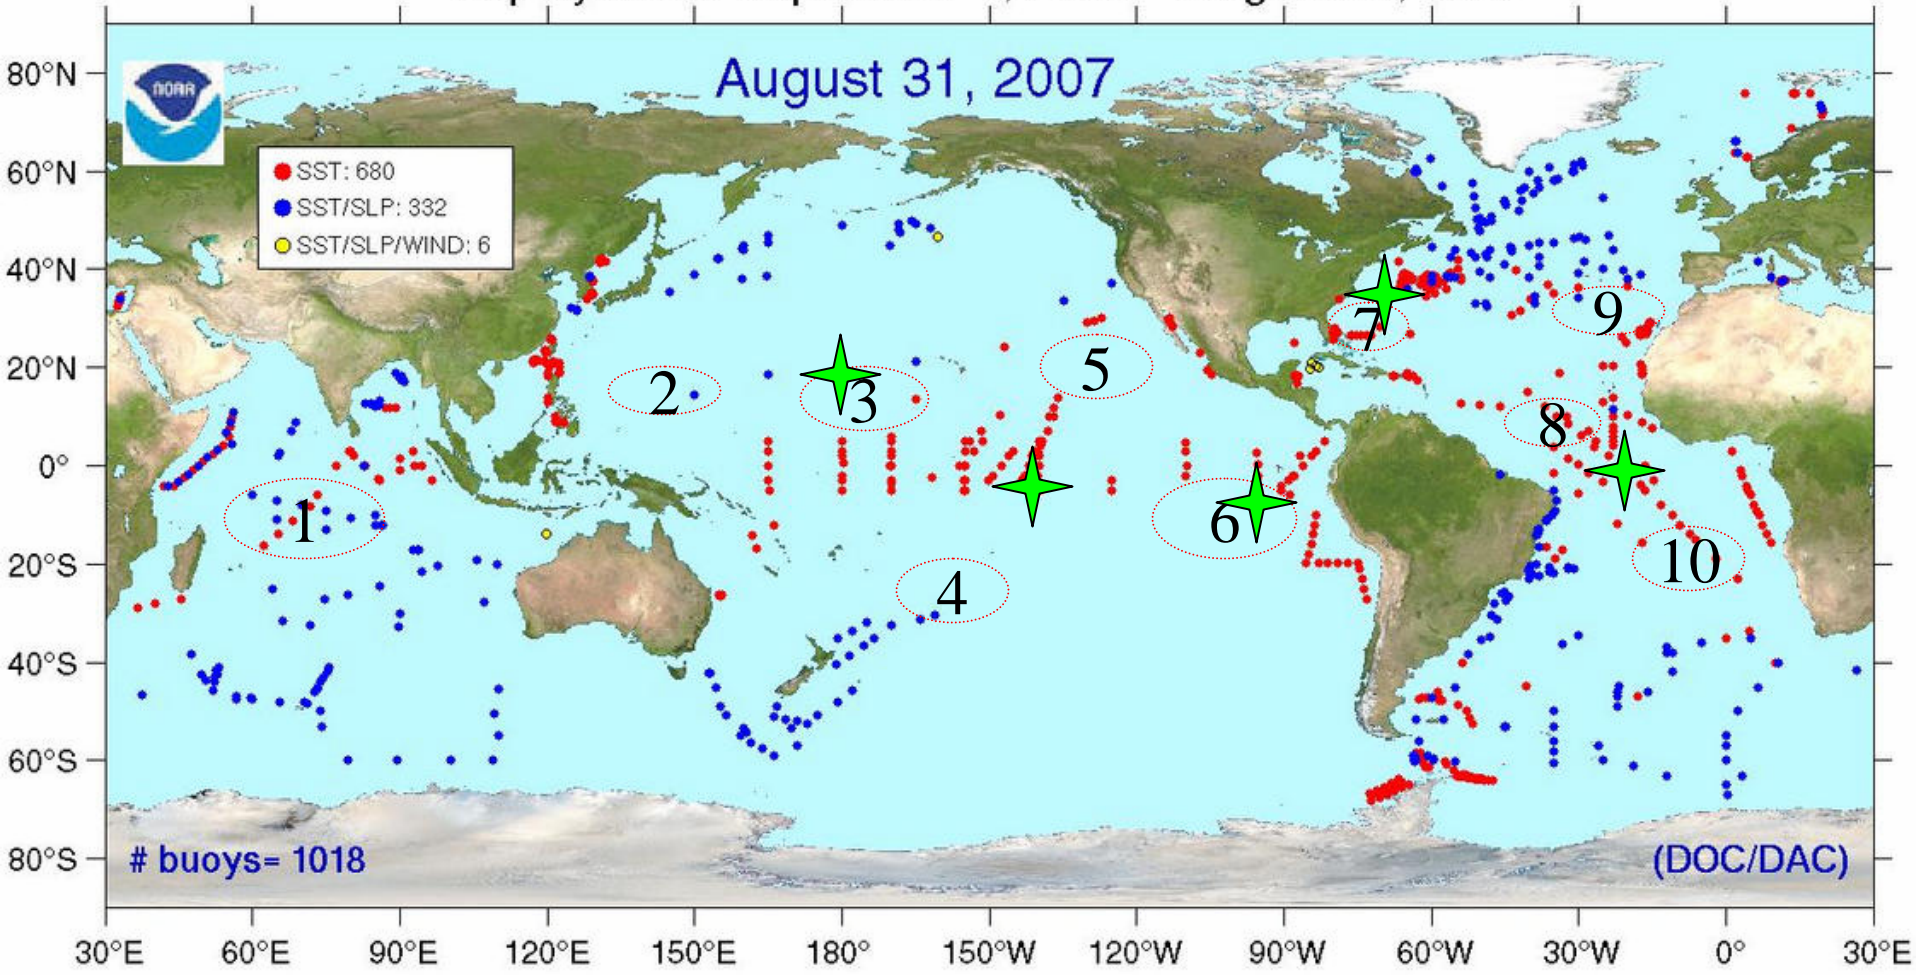 August 31, 2007
NOAA
SST: 680
SST/SLP: 332
SST/SLP/WIND: 6
80°N
60°N
40°N
20°N
0°
20°S
40°S
60°S
80°S
1
2
3
4
5
6
7
8
9
10
# buoys= 1018
(DOC/DAC)
30°E 60°E 90°E 120°E 150°E 180° 150°W 120°W 90°W 60°W 30°W 0° 30°E